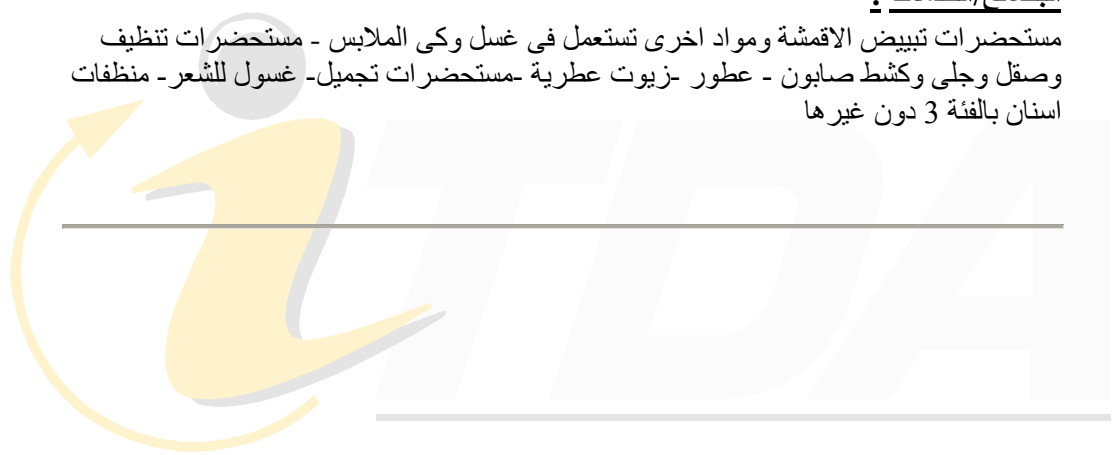 مستحضرات تبييض الاقمشة ومواد اخرى تستعمل فى غسل وكى الملابس - مستحضرات تنظيف
وصقل وجلى وكشط صابون - عطور -زيوت عطرية -مستحضرات تجميل- غسول للشعر- منظفات
اسنان بالفئة 3 دون غيرها
iTDA